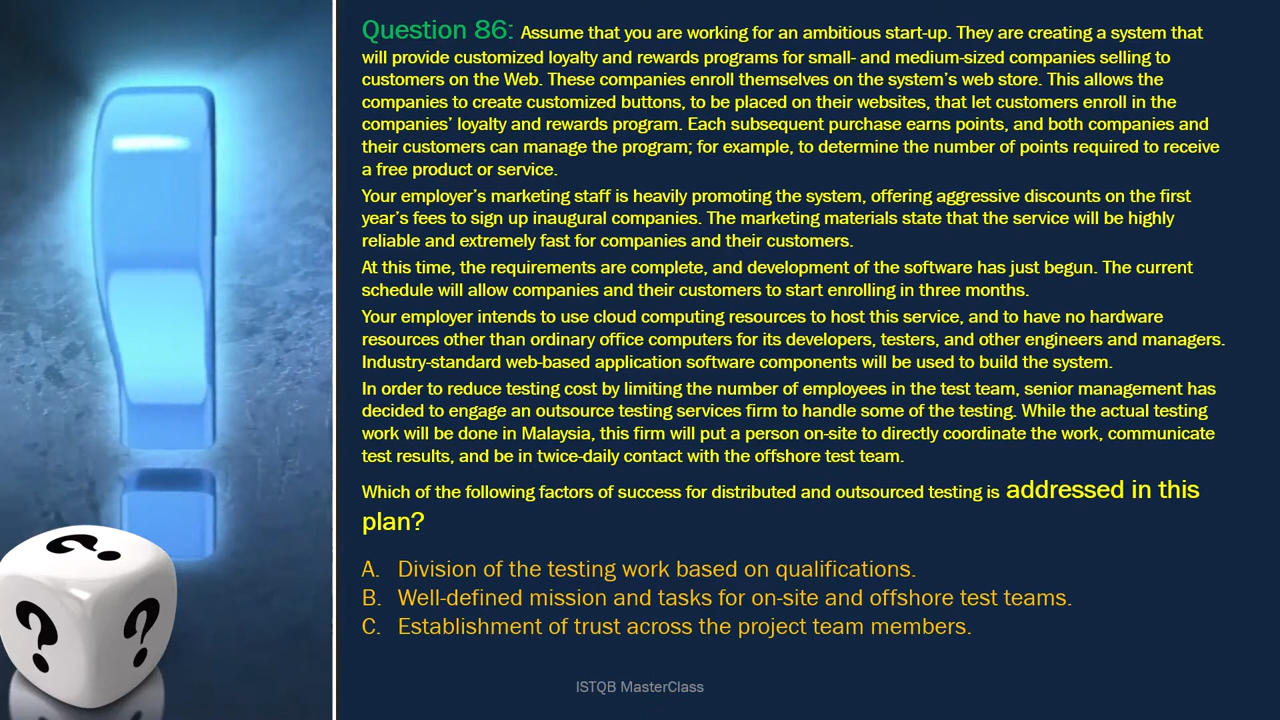 Question 86: Assume that you are working for an ambitious start-up. They are creating a system that
will provide customized loyalty and rewards programs for small- and medium-sized companies selling to
customers on the Web. These companies enroll themselves on the system's web store. This allows the
companies to create customized buttons, to be placed on their websites, that let customers enroll in the
companies' loyalty and rewards program. Each subsequent purchase earns points, and both companies and
their customers can manage the program; for example, to determine the number of points required to receive
a free product or service.
Your employer's marketing staff is heavily promoting the system, offering aggressive discounts on the first
year's fees to sign up inaugural companies. The marketing materials state that the service will be highly
reliable and extremely fast for companies and their customers.
At this time, the requirements are complete, and development of the software has just begun. The current
schedule will allow companies and their customers to start enrolling in three months.
Your employer intends to use cloud computing resources to host this service, and to have no hardware
resources other than ordinary office computers for its developers, testers, and other engineers and managers.
Industry-standard web-based application software components will be used to build the system.
In order to reduce testing cost by limiting the number of employees in the test team, senior management has
decided to engage an outsource testing services firm to handle some of the testing. While the actual testing
work will be done in Malaysia, this firm will put a person on-site to directly coordinate the work, communicate
test results, and be in twice-daily contact with the offshore test team.
Which of the following factors of success for distributed and outsourced testing is addressed in this
plan?
A. Division of the testing work based on qualifications.
B. Well-defined mission and tasks for on-site and offshore test teams.
C. Establishment of trust across the project team members.
ISTQB MasterClass
? ? ?